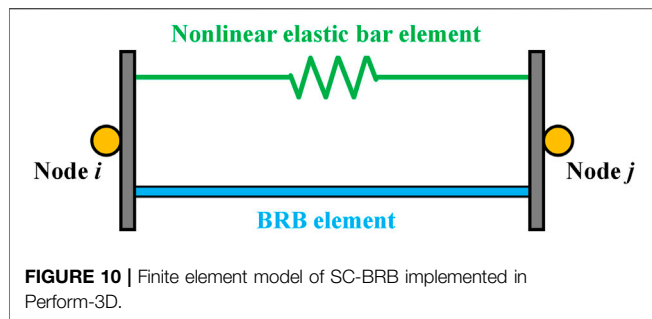 Nonlinear elastic bar element
Node i
Node j
BRB element
FIGURE 10 | Finite element model of SC-BRB implemented in
Perform-3D.